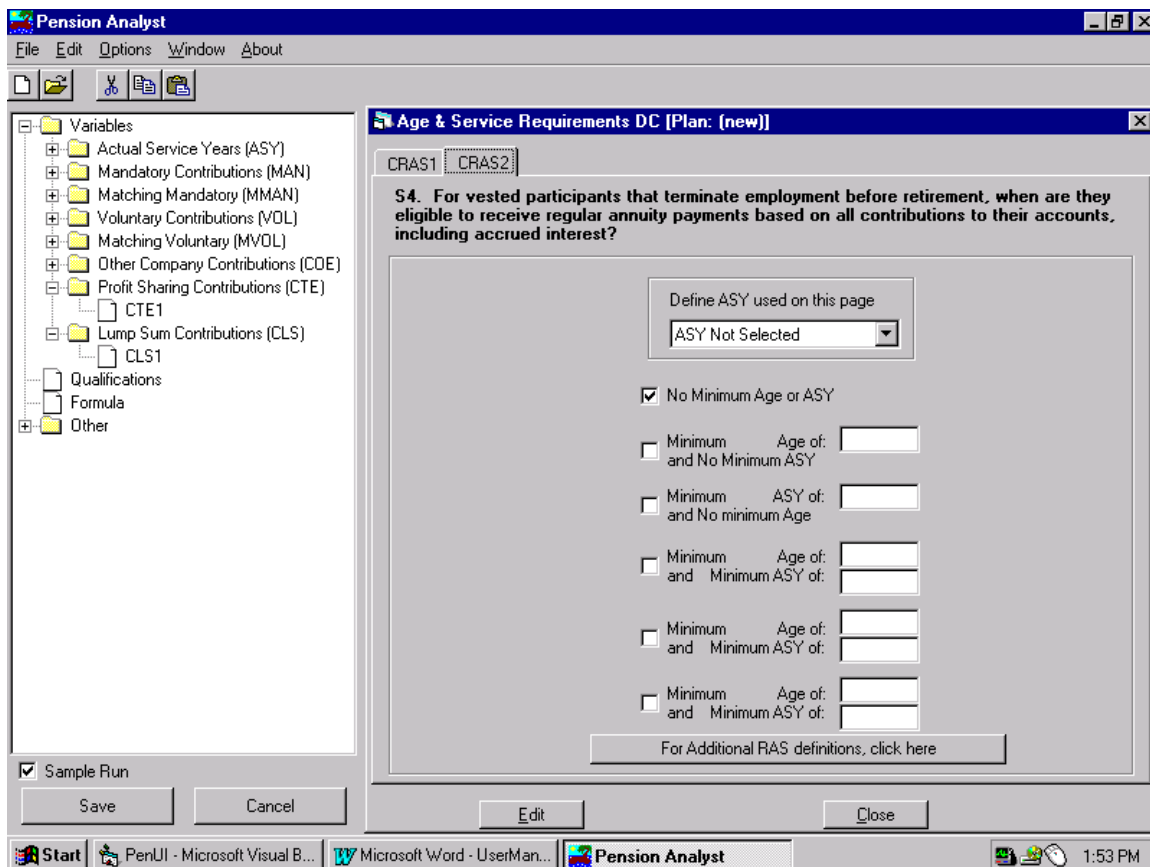 Pension Analyst
File Edit Options Window About
Variables
Actual Service Years (ASY)
Mandatory Contributions (MAN)
Matching Mandatory (MMAN)
Voluntary Contributions (VOL)
Matching Voluntary (MVOL)
Other Company Contributions (COE)
Profit Sharing Contributions (CTE)
CTE1
Lump Sum Contributions (CLS)
CLS1
Qualifications
Formula
Other
Sample Run
Save Cancel
Age & Service Requirements DC [Plan: (new)]
CRAS1 CRAS2
S4. For vested participants that terminate employment before retirement, when are they
eligible to receive regular annuity payments based on all contributions to their accounts,
including accrued interest?
Define ASY used on this page
ASY Not Selected
No Minimum Age or ASY
Minimum Age of:
and No Minimum ASY
Minimum ASY of:
and No minimum Age
Minimum Age of:
and Minimum ASY of:
Minimum Age of:
and Minimum ASY of:
Minimum Age of:
and Minimum ASY of:
For Additional RAS definitions, click here
Edit Close
Start PenUI - Microsoft Visual B... Microsoft Word - UserMan... Pension Analyst 1:53 PM